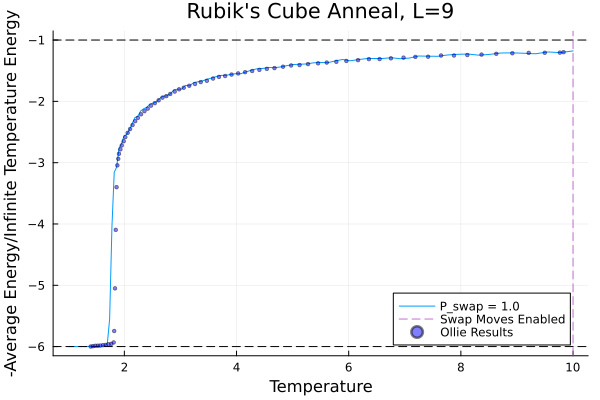 Rubik's Cube Anneal, L=9
-Average Energy/Infinite Temperature Energy
−1
−2
−3
−4
−5
−6
2
4
6
8
10
Temperature
P_swap = 1.0
Swap Moves Enabled
Ollie Results